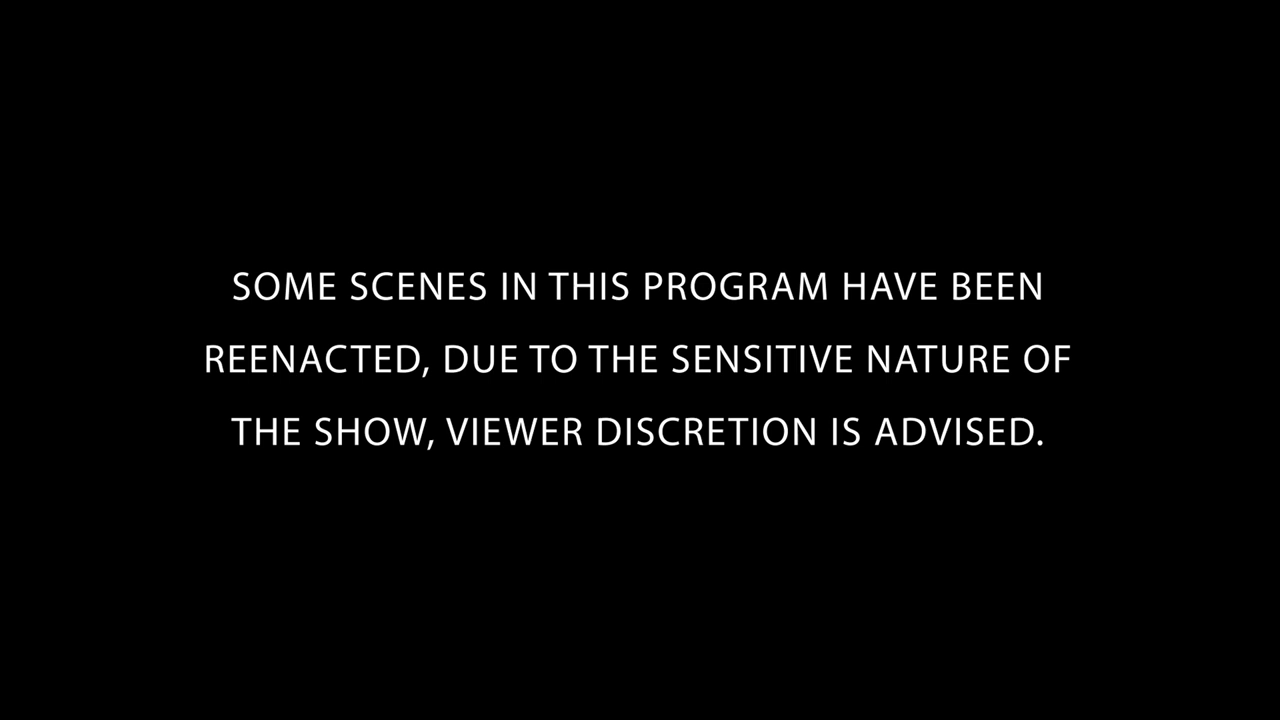 SOME SCENES IN THIS PROGRAM HAVE BEEN
REENACTED, DUE TO THE SENSITIVE NATURE OF
THE SHOW, VIEWER DISCRETION IS ADVISED.